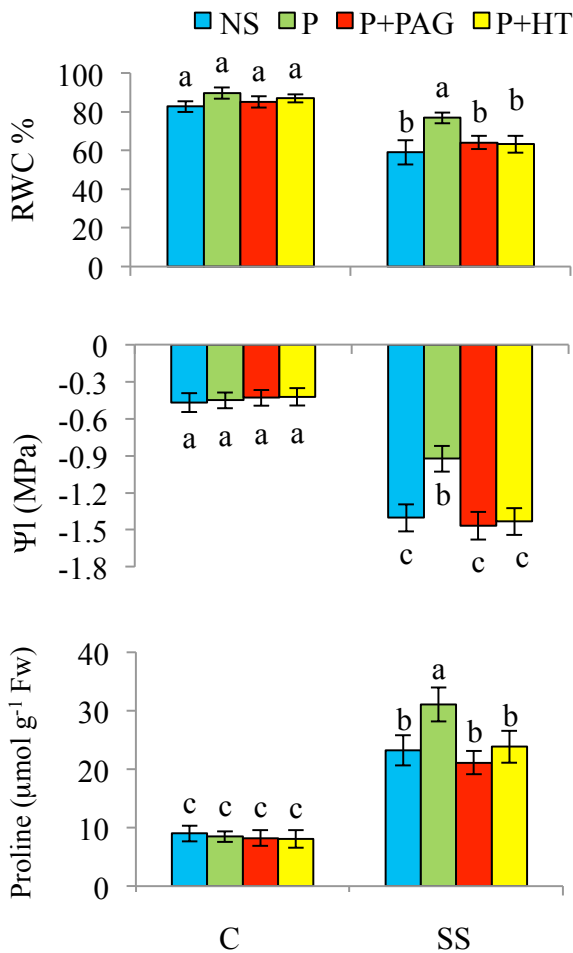 NS P P+PAG P+HT
RWC %
100
80
60
40
20
0
a a a a
b a b b
Ψl (MPa)
0
-0.3
-0.6
-0.9
-1.2
-1.5
-1.8
a a a a
c b c c
Proline (µmol g⁻¹ Fw)
40
30
20
10
0
c c c c
b a b b
C SS